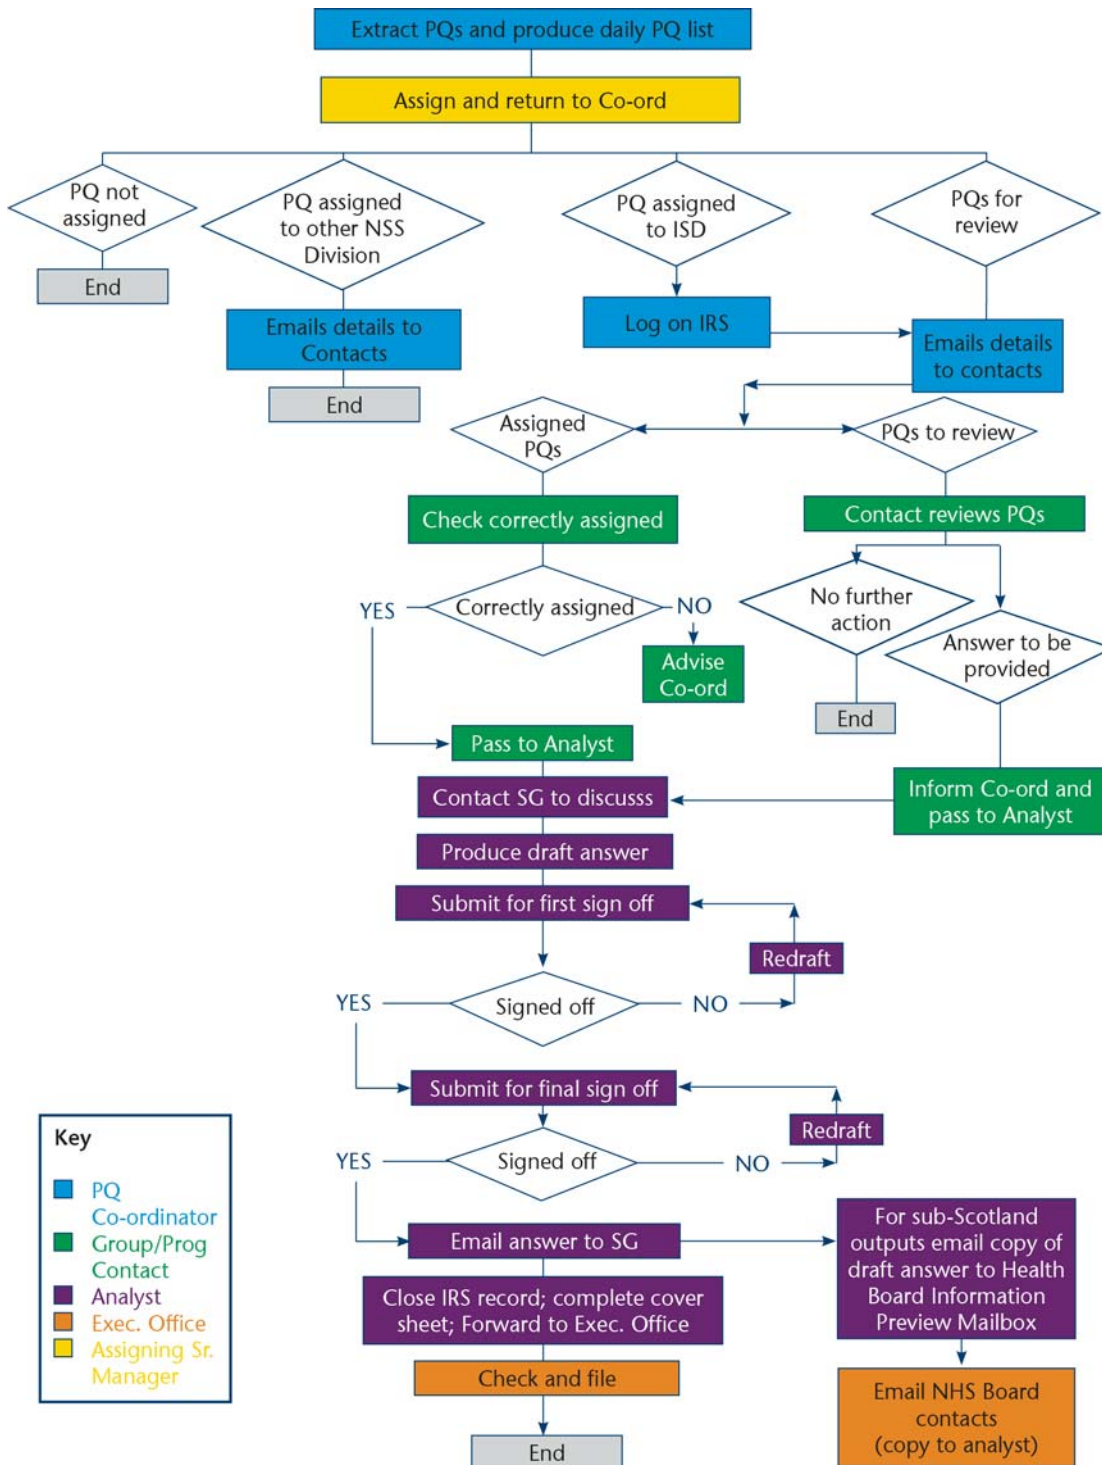 Extract PQs and produce daily PQ list
Assign and return to Co-ord
PQ not
assigned
PQ assigned
to other NSS
Division
PQ assigned
to ISD
PQs for
review
End
Emails details to
Contacts
Log on IRS
Emails details
to contacts
End
Assigned
PQs
PQs to review
Check correctly assigned
Contact reviews PQs
YES
Correctly assigned
NO
No further
action
Answer to be
provided
Advise
Co-ord
End
Pass to Analyst
Contact SG to discusss
Inform Co-ord and
pass to Analyst
Produce draft answer
Submit for first sign off
Redraft
YES
Signed off
NO
Submit for final sign off
Redraft
YES
Signed off
NO
Email answer to SG
For sub-Scotland
outputs email copy of
draft answer to Health
Board Information
Preview Mailbox
Close IRS record; complete cover
sheet; Forward to Exec. Office
Check and file
Email NHS Board
contacts
(copy to analyst)
End
Key
PQ
Co-ordinator
Group/Prog
Contact
Analyst
Exec. Office
Assigning Sr.
Manager